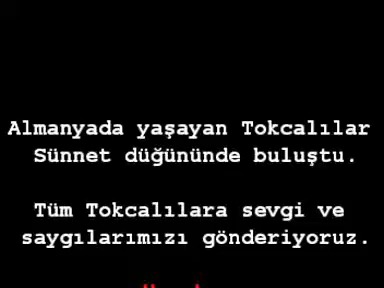 Almanyada yaşayan Tokcalılar
Sünnet düğününde buluştu.
Tüm Tokcalılara sevgi ve
saygılarımızı gönderiyoruz.